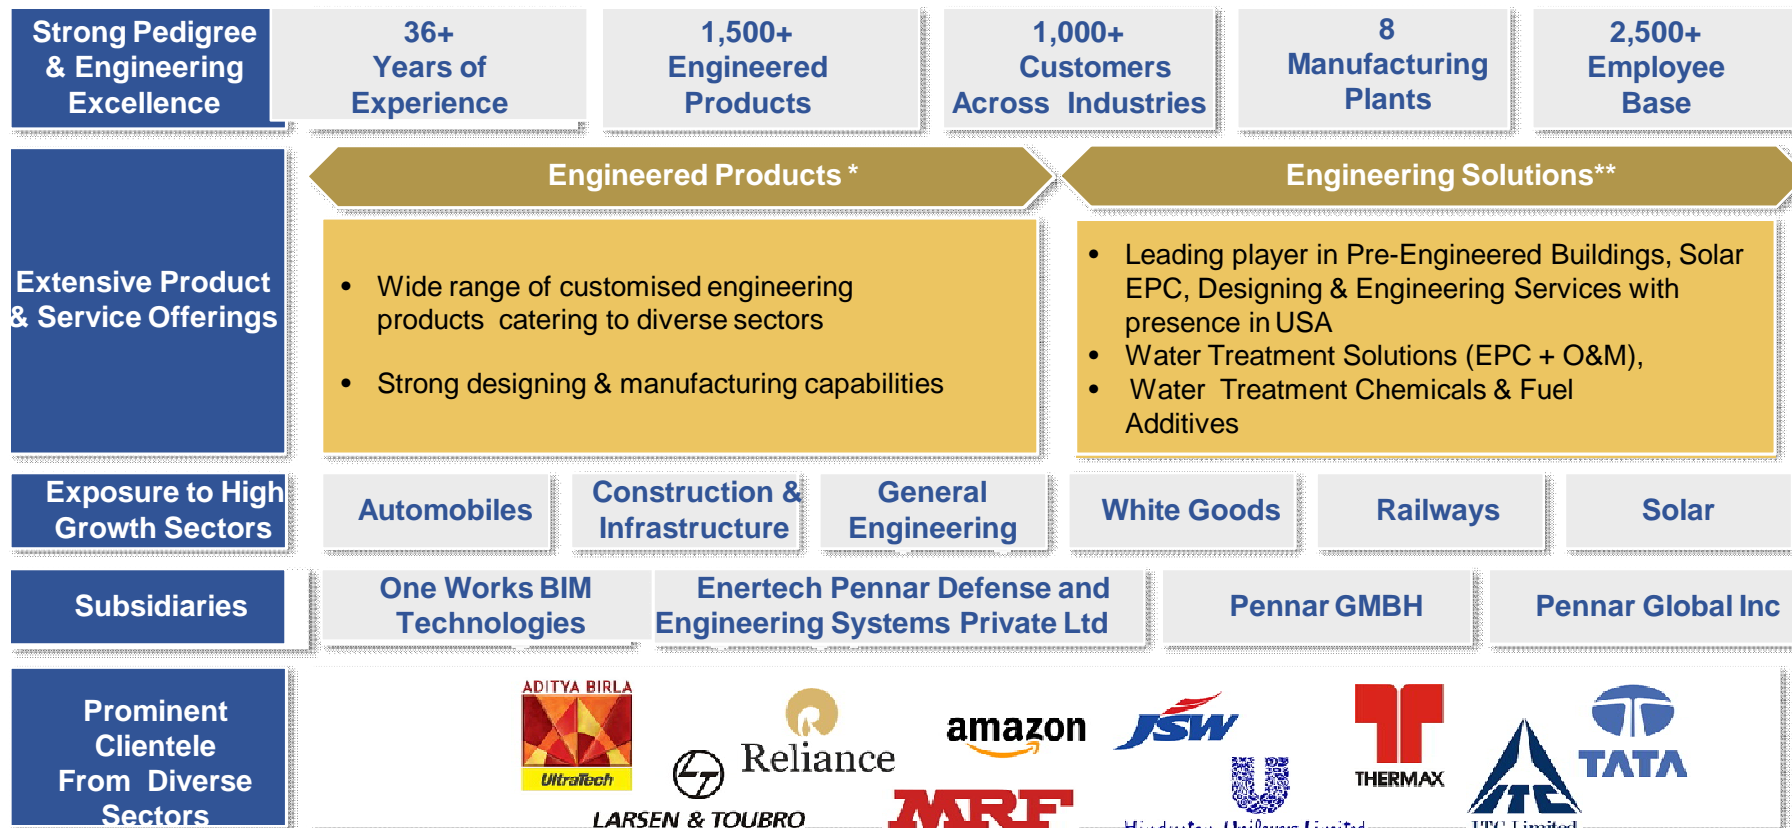 Strong Pedigree
& Engineering
Excellence
36+
Years of
Experience
1,500+
Engineered
Products
1,000+
Customers
Across Industries
8
Manufacturing
Plants
2,500+
Employee
Base
Extensive Product
& Service Offerings
Engineered Products *
• Wide range of customised engineering
products catering to diverse sectors
• Strong designing & manufacturing capabilities
Engineering Solutions**
• Leading player in Pre-Engineered Buildings, Solar
EPC, Designing & Engineering Services with
presence in USA
• Water Treatment Solutions (EPC + O&M),
• Water Treatment Chemicals & Fuel
Additives
Exposure to High
Growth Sectors
Automobiles
Construction &
Infrastructure
General
Engineering
White Goods
Railways
Solar
Subsidiaries
One Works BIM
Technologies
Enertech Pennar Defense and
Engineering Systems Private Ltd
Pennar GMBH
Pennar Global Inc
Prominent
Clientele
From Diverse
Sectors
ADITYA BIRLA
UltraTech
LARSEN & TOUBRO
Reliance
amazon
MRF
JSW
Hindustan Unilever Limited
THERMAX
ITC Limited
TATA